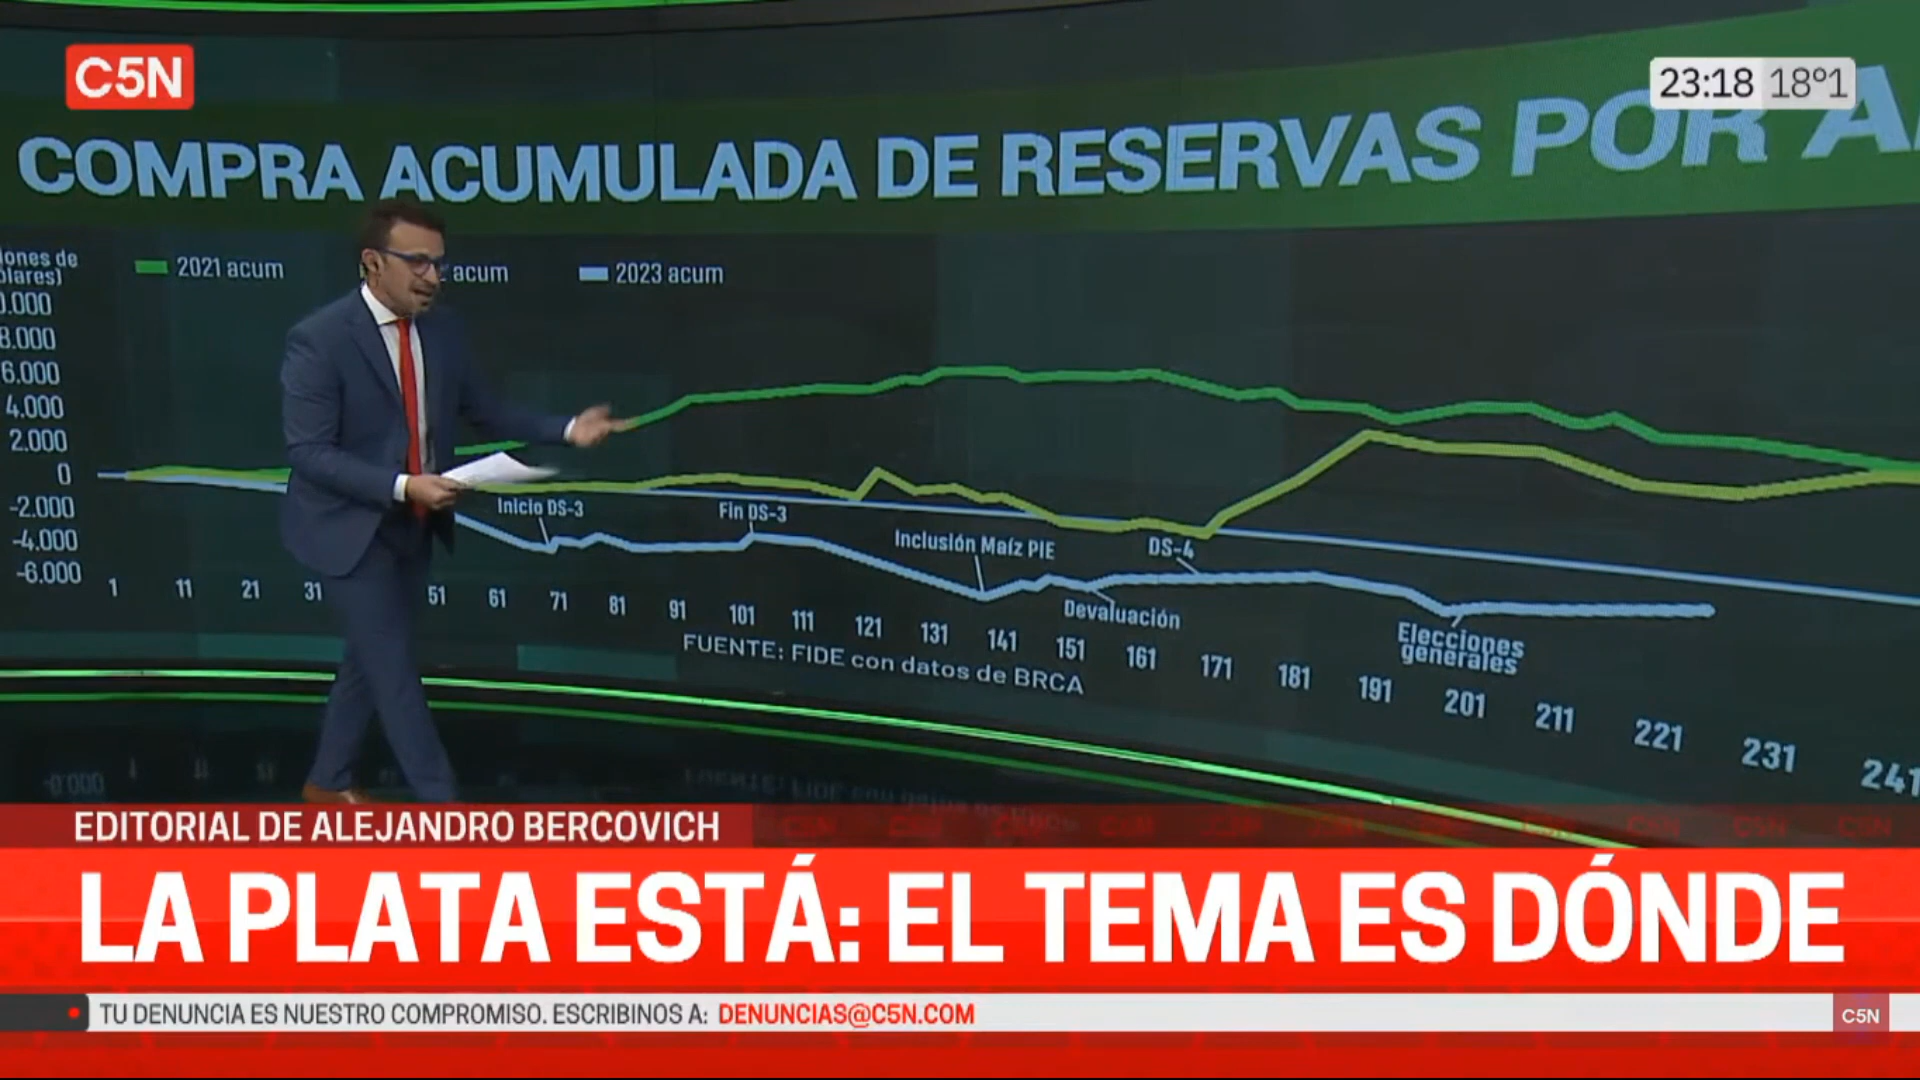 C5N
23:18 18°1
COMPRA ACUMULADA DE RESERVAS POR
2021 acum
acum
2023 acum
8.000
6.000
4.000
2.000
0
-2.000
-4.000
-6.000
Inicio DS-3
Fin DS-3
Inclusión Maíz PIE
DS-4
Devaluación
Elecciones
generales
1 11 21 31 51 61 71 81 91 101 111 121 131 141 151 161 171 181 191 201 211 221 231 241
FUENTE: FIDE con datos de BRCA
EDITORIAL DE ALEJANDRO BERCOVICH
LA PLATA ESTÁ: EL TEMA ES DÓNDE
TU DENUNCIA ES NUESTRO COMPROMISO. ESCRIBINOS A: DENUNCIAS@C5N.COM
C5N